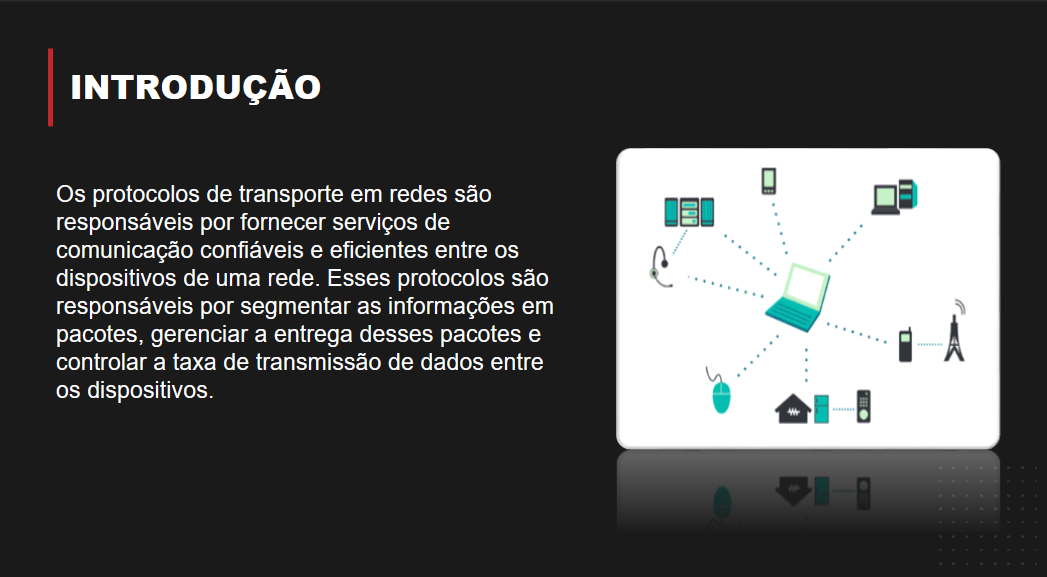 INTRODUÇÃO
Os protocolos de transporte em redes são
responsáveis por fornecer serviços de
comunicação confiáveis e eficientes entre os
dispositivos de uma rede. Esses protocolos são
responsáveis por segmentar as informações em
pacotes, gerenciar a entrega desses pacotes e
controlar a taxa de transmissão de dados entre
os dispositivos.